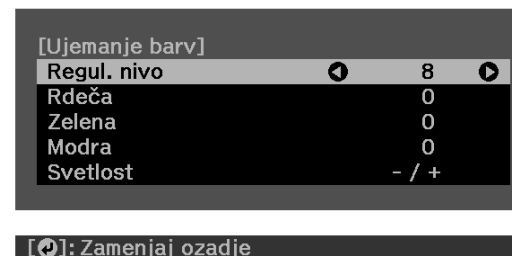 [Ujemanje barv]
Regul. nivo 8
Rdeča 0
Zelena 0
Modra 0
Svetlost - / +
[↵]: Zamenjaj ozadje